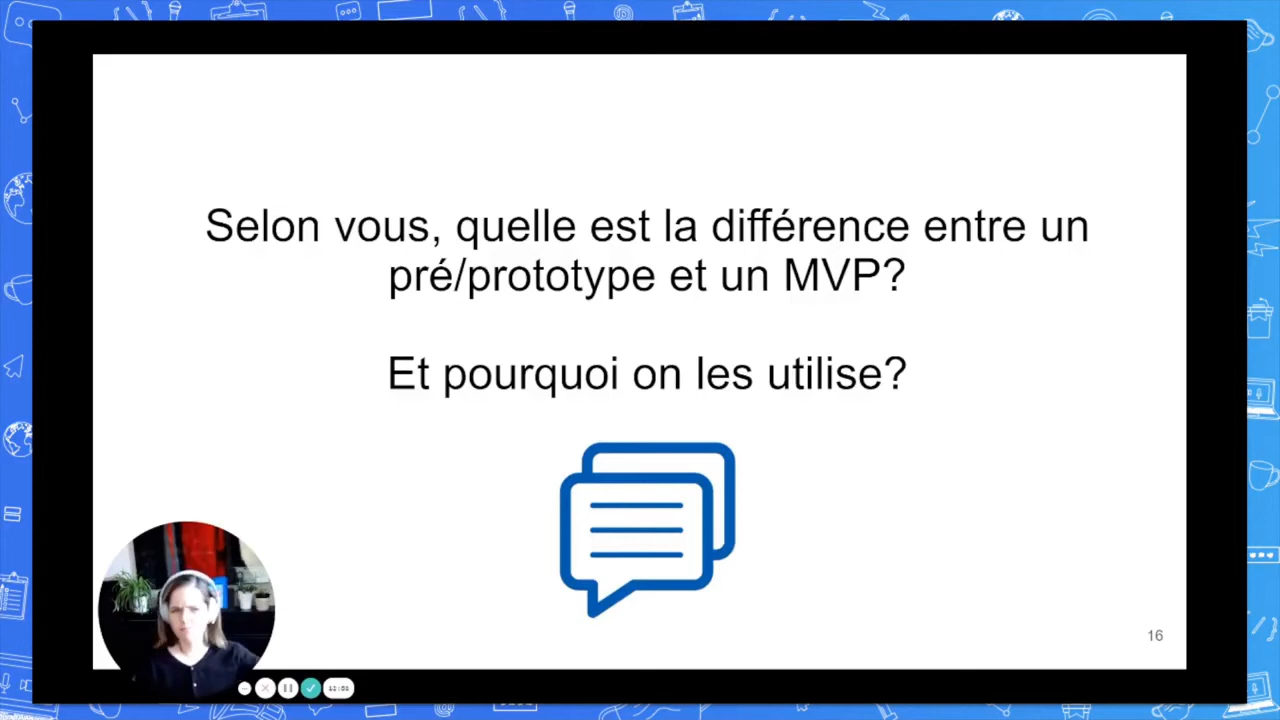 Selon vous, quelle est la différence entre un
pré/prototype et un MVP?
Et pourquoi on les utilise?
16